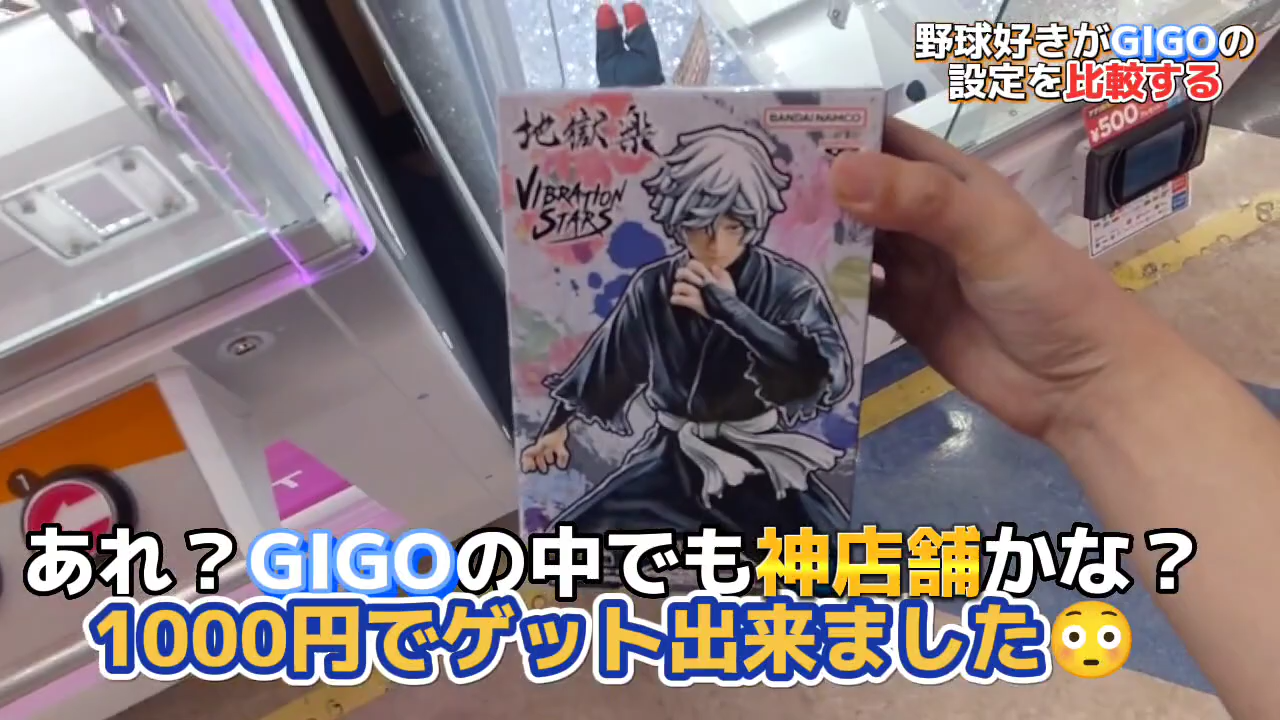 野球好きがGIGOの
設定を比較する
¥500
BANDAI NAMCO
地獄楽
VIBRATION
STARS
1
あれ？GIGOの中でも神店舗かな？
1000円でゲット出来ました😳